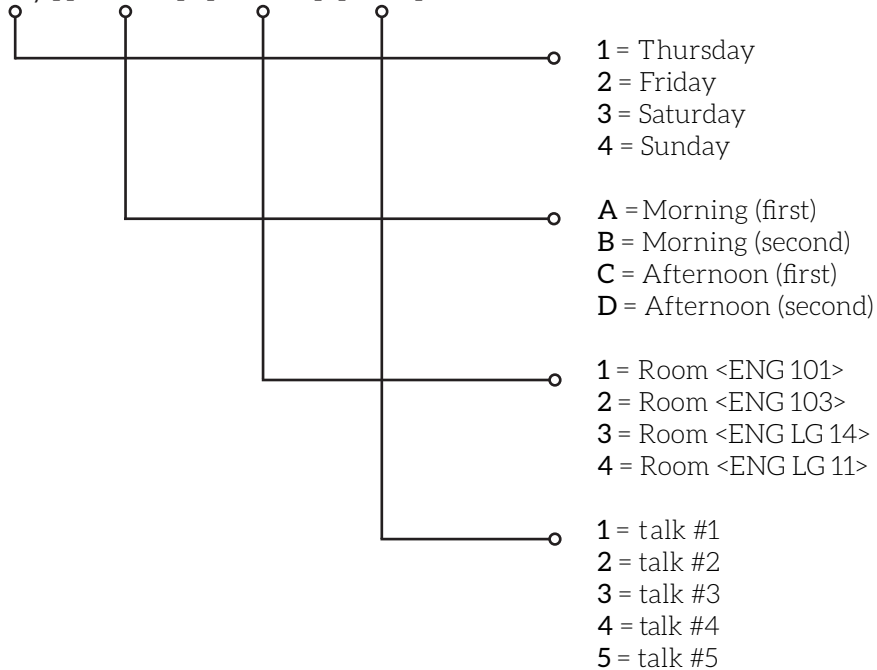 1 = Thursday
2 = Friday
3 = Saturday
4 = Sunday
A = Morning (first)
B = Morning (second)
C = Afternoon (first)
D = Afternoon (second)
1 = Room <ENG 101>
2 = Room <ENG 103>
3 = Room <ENG LG 14>
4 = Room <ENG LG 11>
1 = talk #1
2 = talk #2
3 = talk #3
4 = talk #4
5 = talk #5